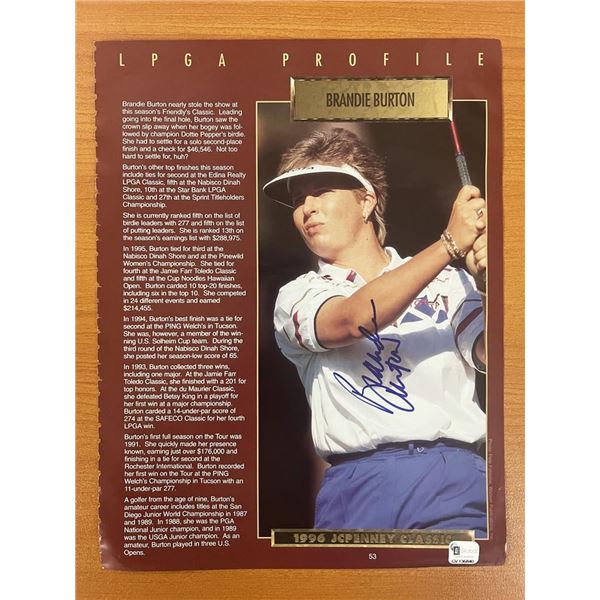 LPGA PROFILE
BRANDIE BURTON
Brandie Burton nearly stole the show at
this season's Friendly's Classic. Leading
going into the final hole, Burton saw the
crown slip away when her bogey was fol-
lowed by champion Dottie Pepper's birdie.
She had to settle for a solo second-place
finish and a check for $46,546. Not too
hard to settle for, huh?
Burton's other top finishes this season
include ties for second at the Edina Realty
LPGA Classic, fifth at the Nabisco Dinah
Shore, 10th at the Star Bank LPGA
Classic and 27th at the Sprint Titleholders
Championship.
She is currently ranked fifth on the list of
birdie leaders with 277 and fifth on the list
of putting leaders. She is ranked 13th on
the season's earnings list with $288,975.
In 1995, Burton tied for third at the
Nabisco Dinah Shore and at the Pinewild
Women's Championship. She tied for
fourth at the Jamie Farr Toledo Classic
and fifth at the Cup Noodles Hawaiian
Open. Burton carded 10 top-20 finishes,
including six in the top 10. She competed
in 24 different events and earned
$214,455.
In 1994, Burton's best finish was a tie for
second at the PING Welch's in Tucson.
She was, however, a member of the win-
ning U.S. Solheim Cup team. During the
third round of the Nabisco Dinah Shore,
she posted her season-low score of 65.
In 1993, Burton collected three wins,
including one major. At the Jamie Farr
Toledo Classic, she finished with a 201 for
top honors. At the du Maurier Classic,
she defeated Betsy King in a playoff for
her first win at a major championship.
Burton carded a 14-under-par score of
274 at the SAFECO Classic for her fourth
LPGA win.
Burton's first full season on the Tour was
1991. She quickly made her presence
known, earning just over $176,000 and
finishing in a tie for second at the
Rochester International. Burton recorded
her first win on the Tour at the PING
Welch's Championship in Tucson with an
11-under-par 277.
A golfer from the age of nine, Burton's
amateur career includes titles at the San
Diego Junior World Championship in 1987
and 1989. In 1988, she was the PGA
National Junior champion, and in 1989
was the USGA Junior champion. As an
amateur, Burton played in three U.S.
Opens.
Brandie
Burton
1996 JCPENNEY CLASSIC
53
Global
GV136840